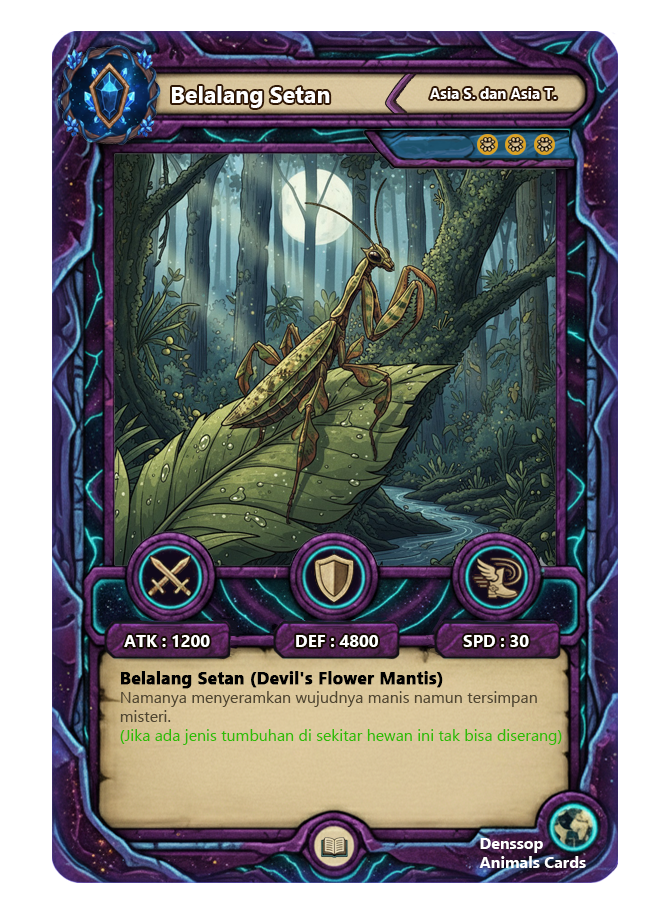 Belalang Setan
Asia S. dan Asia T.
ATK : 1200
DEF : 4800
SPD : 30
Belalang Setan (Devil's Flower Mantis)
Namanya menyeramkan wujudnya manis namun tersimpan
misteri.
(Jika ada jenis tumbuhan di sekitar hewan ini tak bisa diserang)
Denssop
Animals Cards